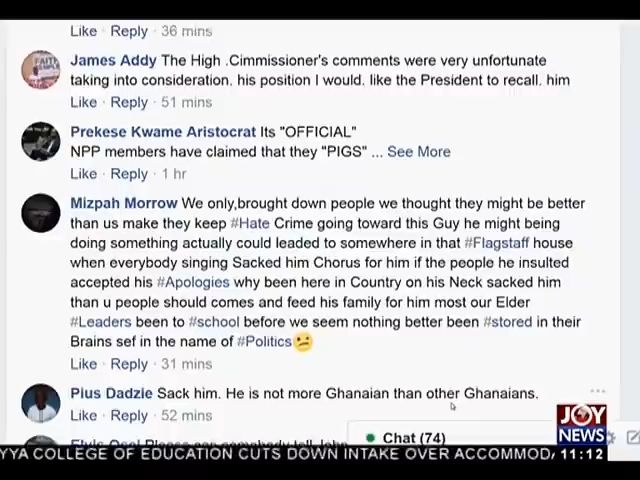 Like · Reply · 36 mins
James Addy The High .Cimmissioner's comments were very unfortunate
taking into consideration. his position I would. like the President to recall. him
Like · Reply · 51 mins
Prekese Kwame Aristocrat Its "OFFICIAL"
NPP members have claimed that they "PIGS" ... See More
Like · Reply · 1 hr
Mizpah Morrow We only,brought down people we thought they might be better
than us make they keep #Hate Crime going toward this Guy he might being
doing something actually could leaded to somewhere in that #Flagstaff house
when everybody singing Sacked him Chorus for him if the people he insulted
accepted his #Apologies why been here in Country on his Neck sacked him
than u people should comes and feed his family for him most our Elder
#Leaders been to #school before we seem nothing better been #stored in their
Brains sef in the name of #Politics
Like · Reply · 31 mins
Pius Dadzie Sack him. He is not more Ghanaian than other Ghanaians.
Like · Reply · 52 mins
Chat (74)
JOY
NEWS
YYA COLLEGE OF EDUCATION CUTS DOWN INTAKE OVER ACCOMMODA
11:12